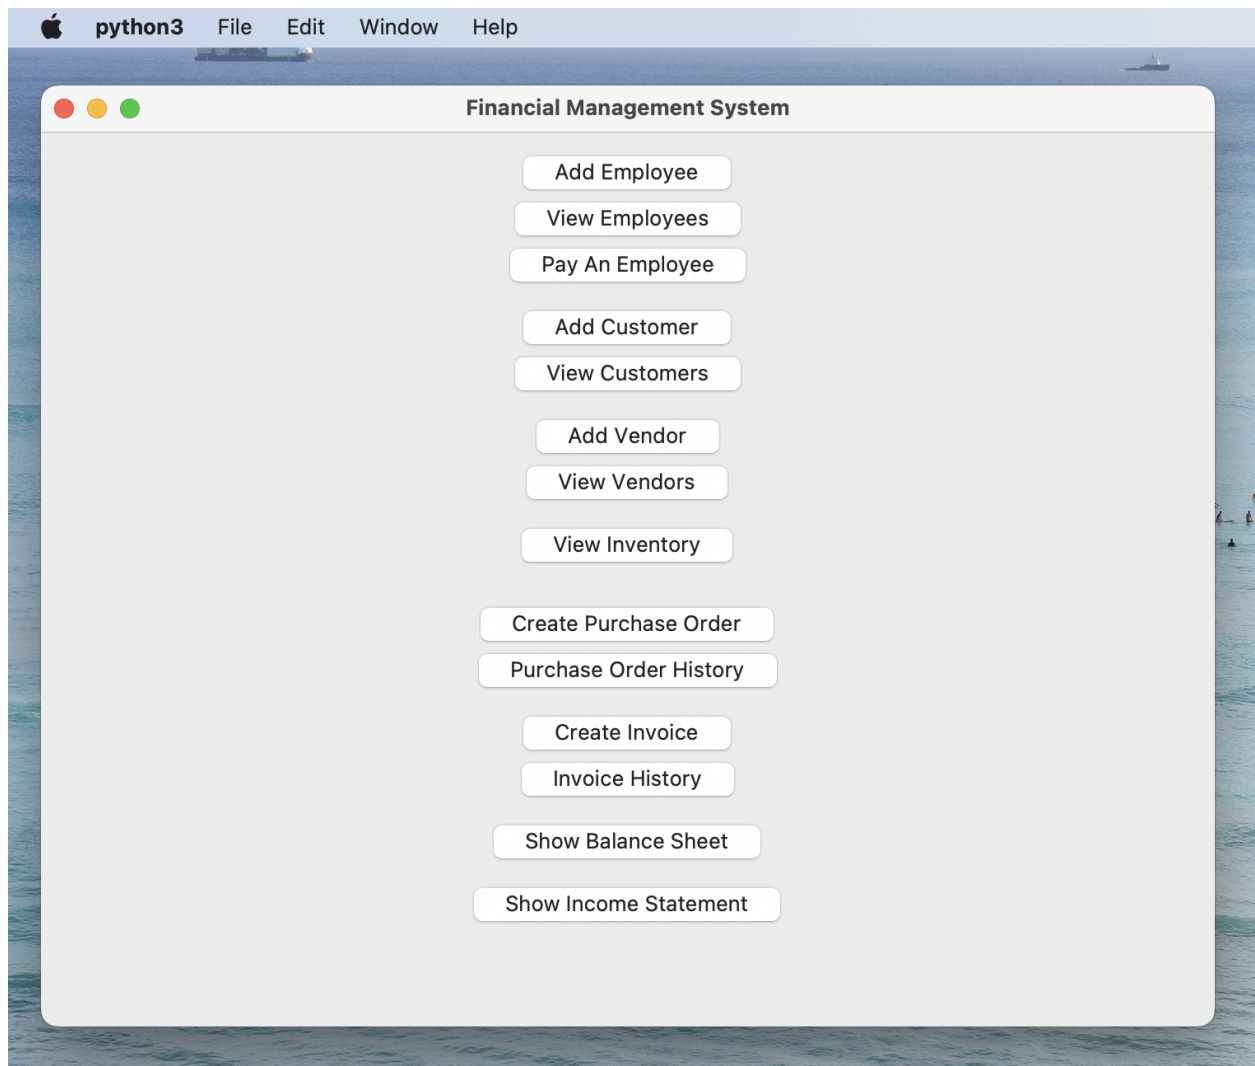 python3 File Edit Window Help
Financial Management System
Add Employee
View Employees
Pay An Employee
Add Customer
View Customers
Add Vendor
View Vendors
View Inventory
Create Purchase Order
Purchase Order History
Create Invoice
Invoice History
Show Balance Sheet
Show Income Statement